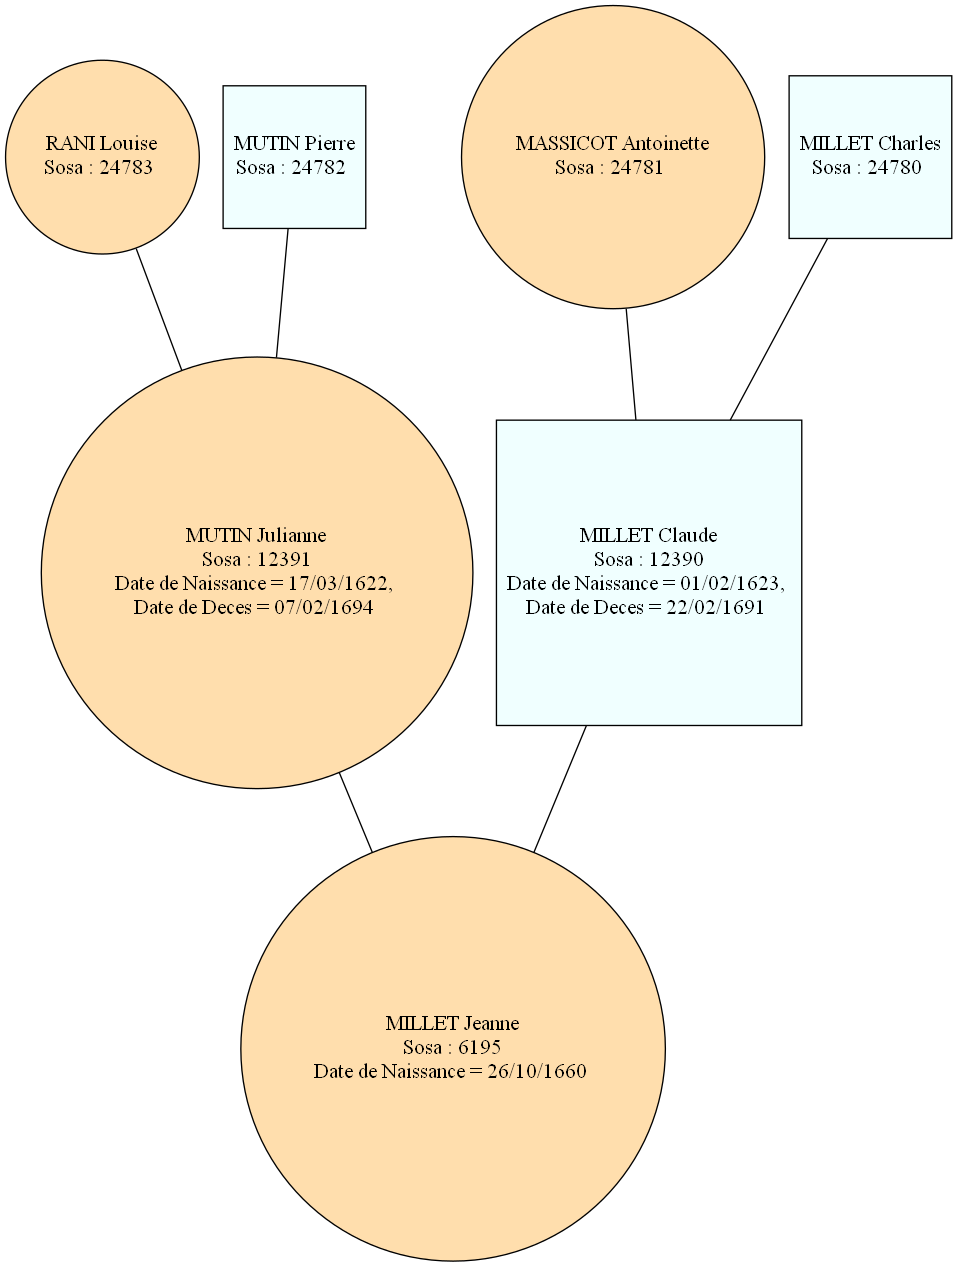 RANI Louise
Sosa : 24783
MUTIN Pierre
Sosa : 24782
MASSICOT Antoinette
Sosa : 24781
MILLET Charles
Sosa : 24780
MUTIN Julianne
Sosa : 12391
Date de Naissance = 17/03/1622,
Date de Deces = 07/02/1694
MILLET Claude
Sosa : 12390
Date de Naissance = 01/02/1623,
Date de Deces = 22/02/1691
MILLET Jeanne
Sosa : 6195
Date de Naissance = 26/10/1660